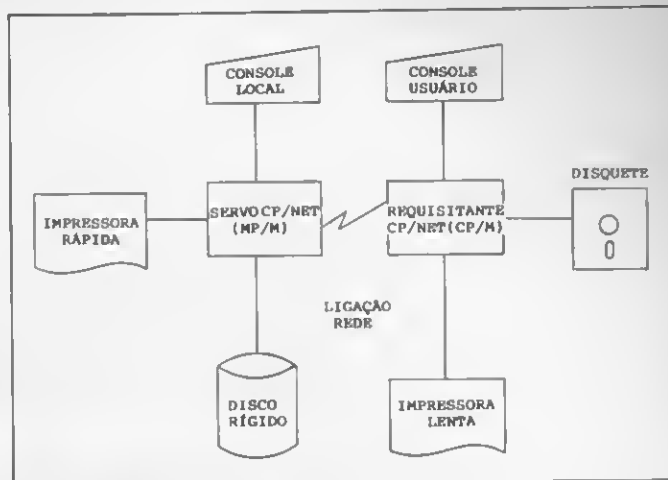 CONSOLE
LOCAL
CONSOLE
USUÁRIO
DISQUETE
IMPRESSORA
RÁPIDA
SERVO CP/NET
(MP/M)
REQUISITANTE
CP/NET(CP/M)
LIGAÇÃO
REDE
DISCO
RÍGIDO
IMPRESSORA
LENTA